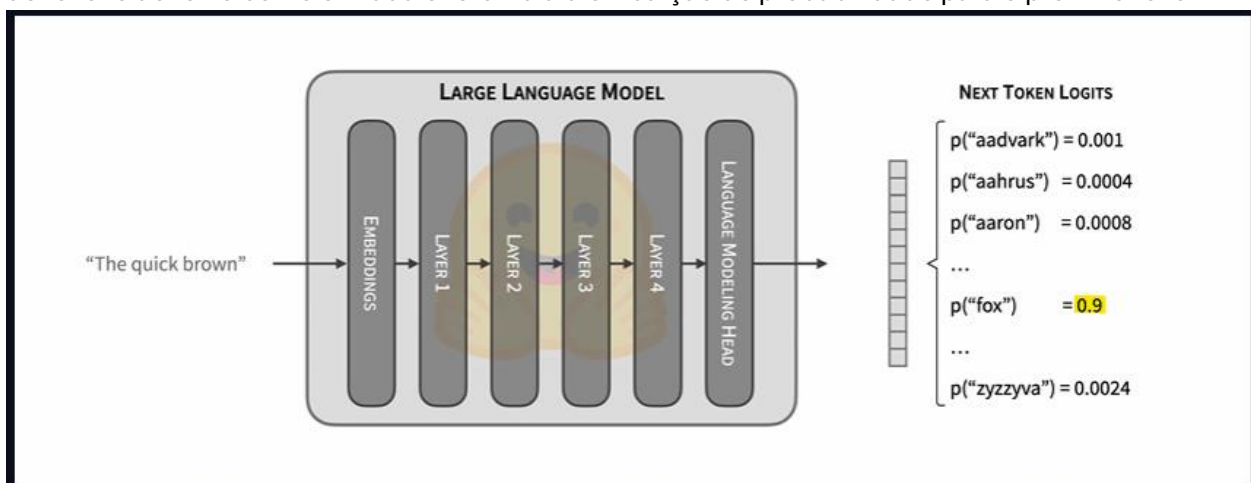 LARGE LANGUAGE MODEL
NEXT TOKEN LOGITS
“The quick brown”
EMBEDDINGS
LAYER 1
LAYER 2
LAYER 3
LAYER 4
LANGUAGE MODELING HEAD
p(“aadvark”) = 0.001
p(“aahrus”) = 0.0004
p(“aaron”) = 0.0008
...
p(“fox”) = 0.9
...
p(“zyzzyva”) = 0.0024